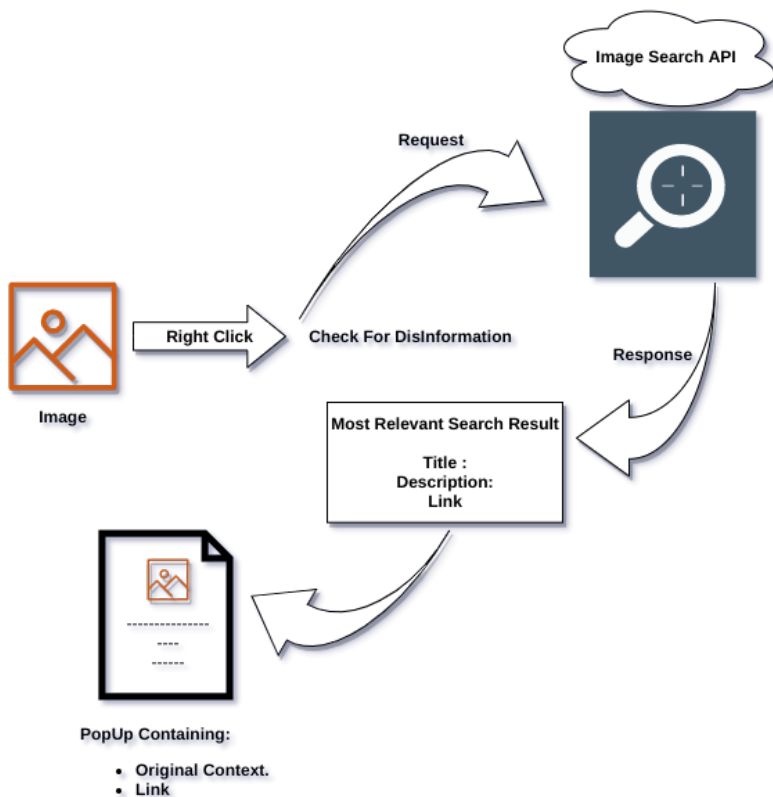 Image Search API
Request
Right Click
Check For DisInformation
Image
Response
Most Relevant Search Result
Title :
Description:
Link
PopUp Containing:
• Original Context.
• Link